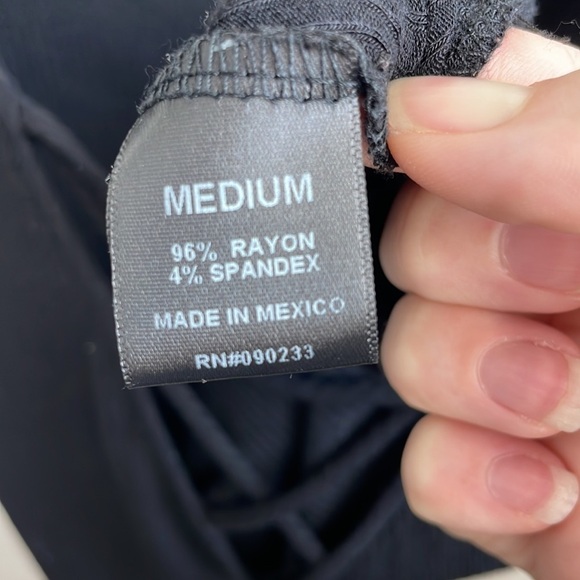 MEDIUM
96% RAYON
4% SPANDEX
MADE IN MEXICO
RN#090233